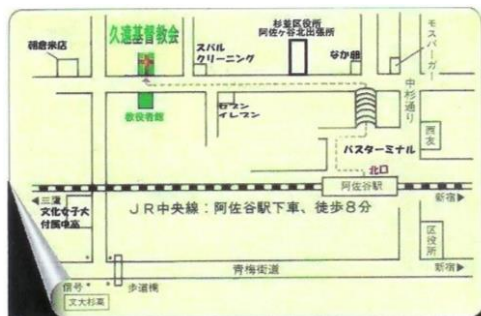 朝倉米店
久遠基督教会
スバル
クリーニング
杉並区役所
阿佐ヶ谷北出張所
なか卯
モスバーガー
教役者館
セブン
イレブン
中杉通り
西友
バスターミナル
北口
阿佐谷駅
◀三鷹
新宿▶
文化女子大
付属中高
JR中央線:阿佐谷駅下車、徒歩8分
区役所
青梅街道
新宿▶
信号
歩道橋
文大杉高